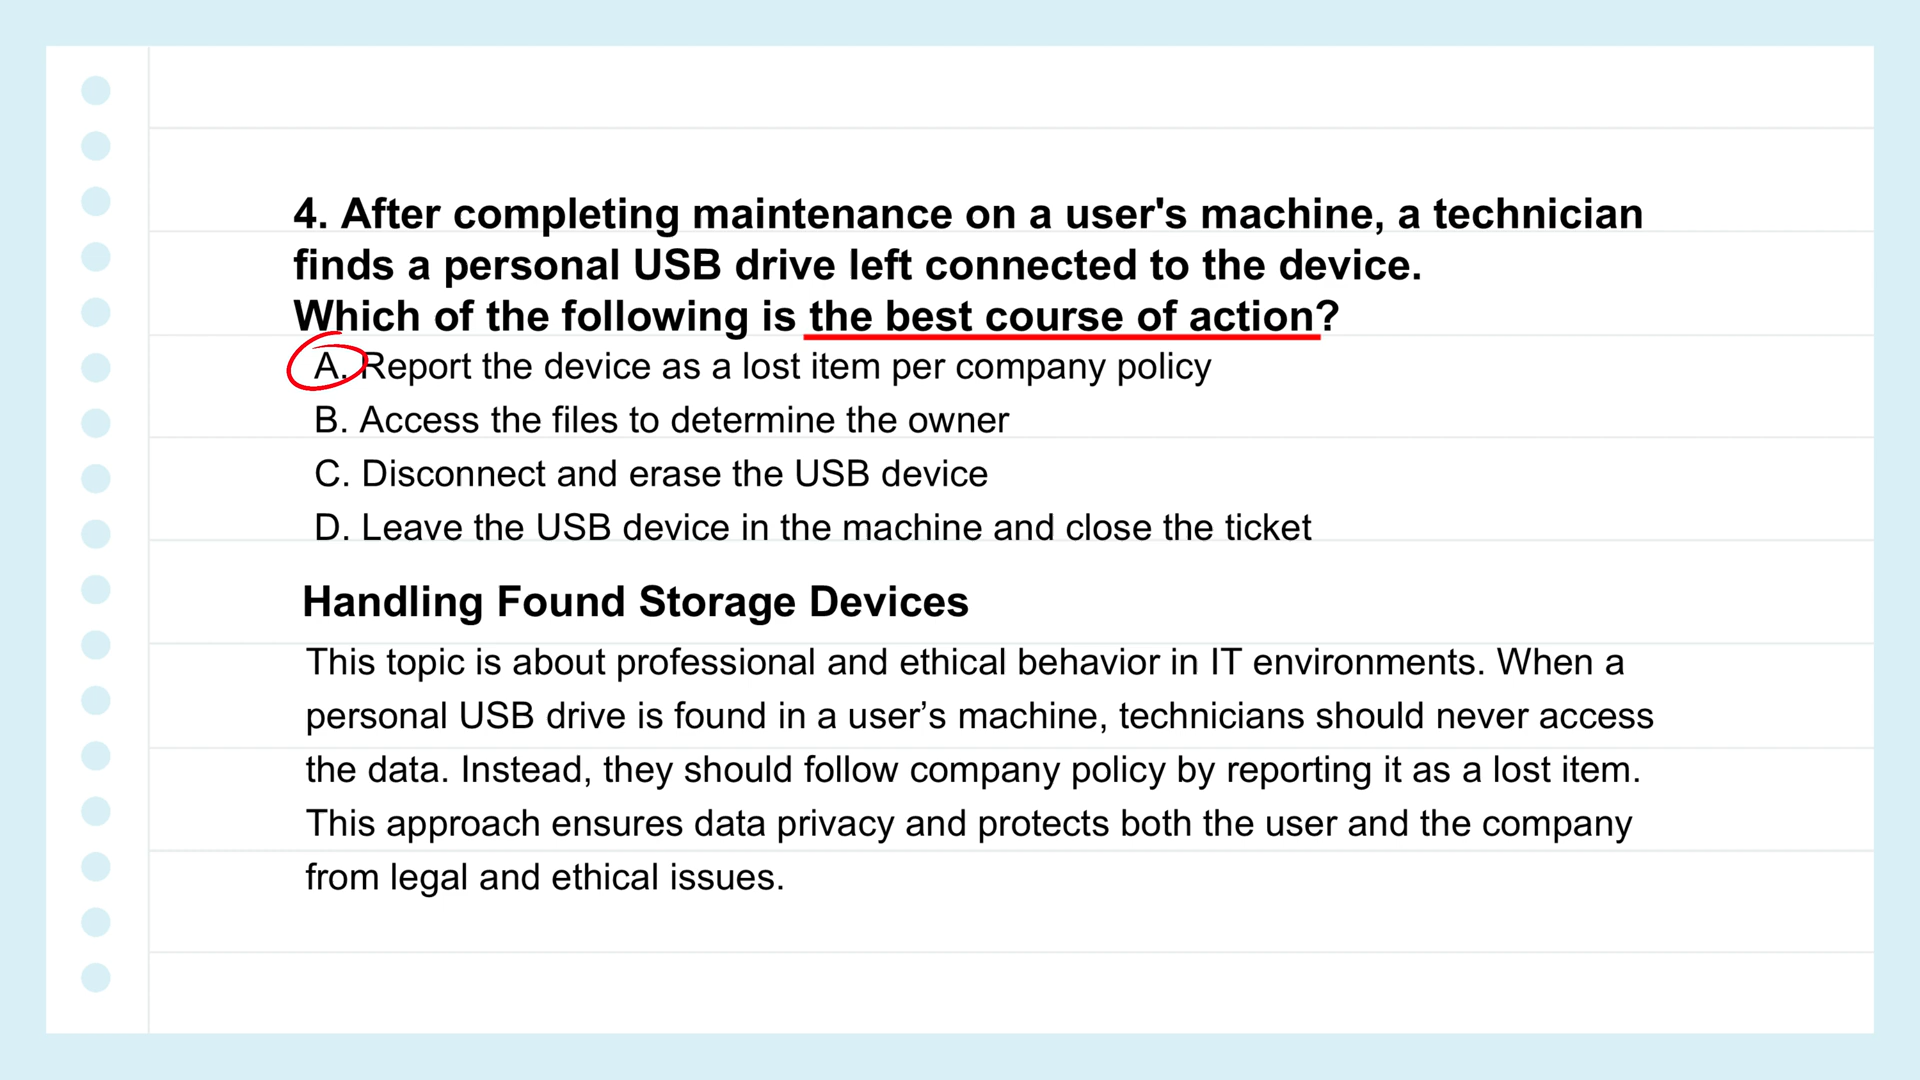 4. After completing maintenance on a user's machine, a technician
finds a personal USB drive left connected to the device.
Which of the following is the best course of action?
A. Report the device as a lost item per company policy
B. Access the files to determine the owner
C. Disconnect and erase the USB device
D. Leave the USB device in the machine and close the ticket
Handling Found Storage Devices
This topic is about professional and ethical behavior in IT environments. When a
personal USB drive is found in a user’s machine, technicians should never access
the data. Instead, they should follow company policy by reporting it as a lost item.
This approach ensures data privacy and protects both the user and the company
from legal and ethical issues.